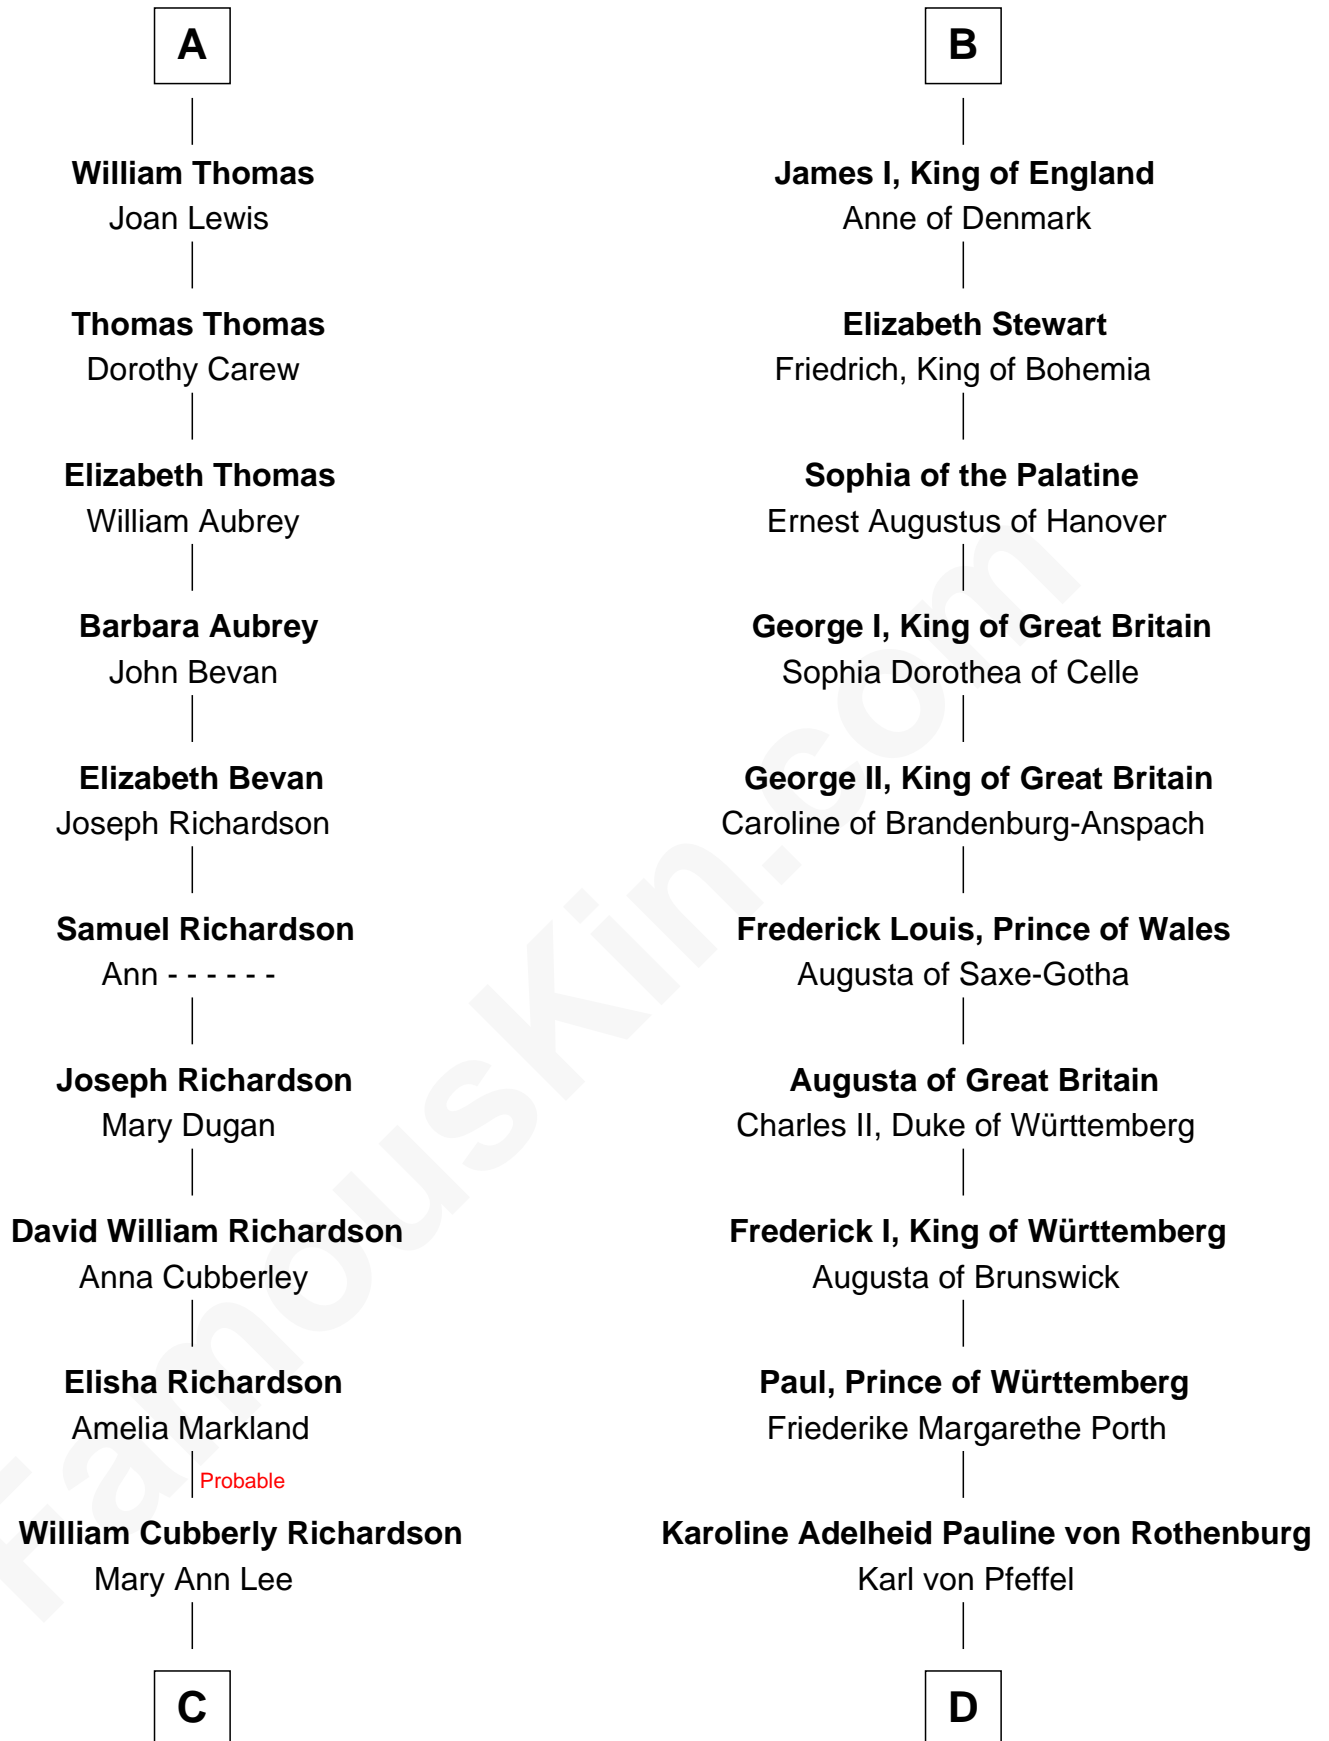 A
William Thomas
Joan Lewis
Thomas Thomas
Dorothy Carew
Elizabeth Thomas
William Aubrey
Barbara Aubrey
John Bevan
Elizabeth Bevan
Joseph Richardson
Samuel Richardson
Ann - - - - - -
Joseph Richardson
Mary Dugan
David William Richardson
Anna Cubberley
Elisha Richardson
Amelia Markland
Probable
William Cubberly Richardson
Mary Ann Lee
C
B
James I, King of England
Anne of Denmark
Elizabeth Stewart
Friedrich, King of Bohemia
Sophia of the Palatine
Ernest Augustus of Hanover
George I, King of Great Britain
Sophia Dorothea of Celle
George II, King of Great Britain
Caroline of Brandenburg-Anspach
Frederick Louis, Prince of Wales
Augusta of Saxe-Gotha
Augusta of Great Britain
Charles II, Duke of Württemberg
Frederick I, King of Württemberg
Augusta of Brunswick
Paul, Prince of Württemberg
Friederike Margarethe Porth
Karoline Adelheid Pauline von Rothenburg
Karl von Pfeffel
D
FamousKin.com